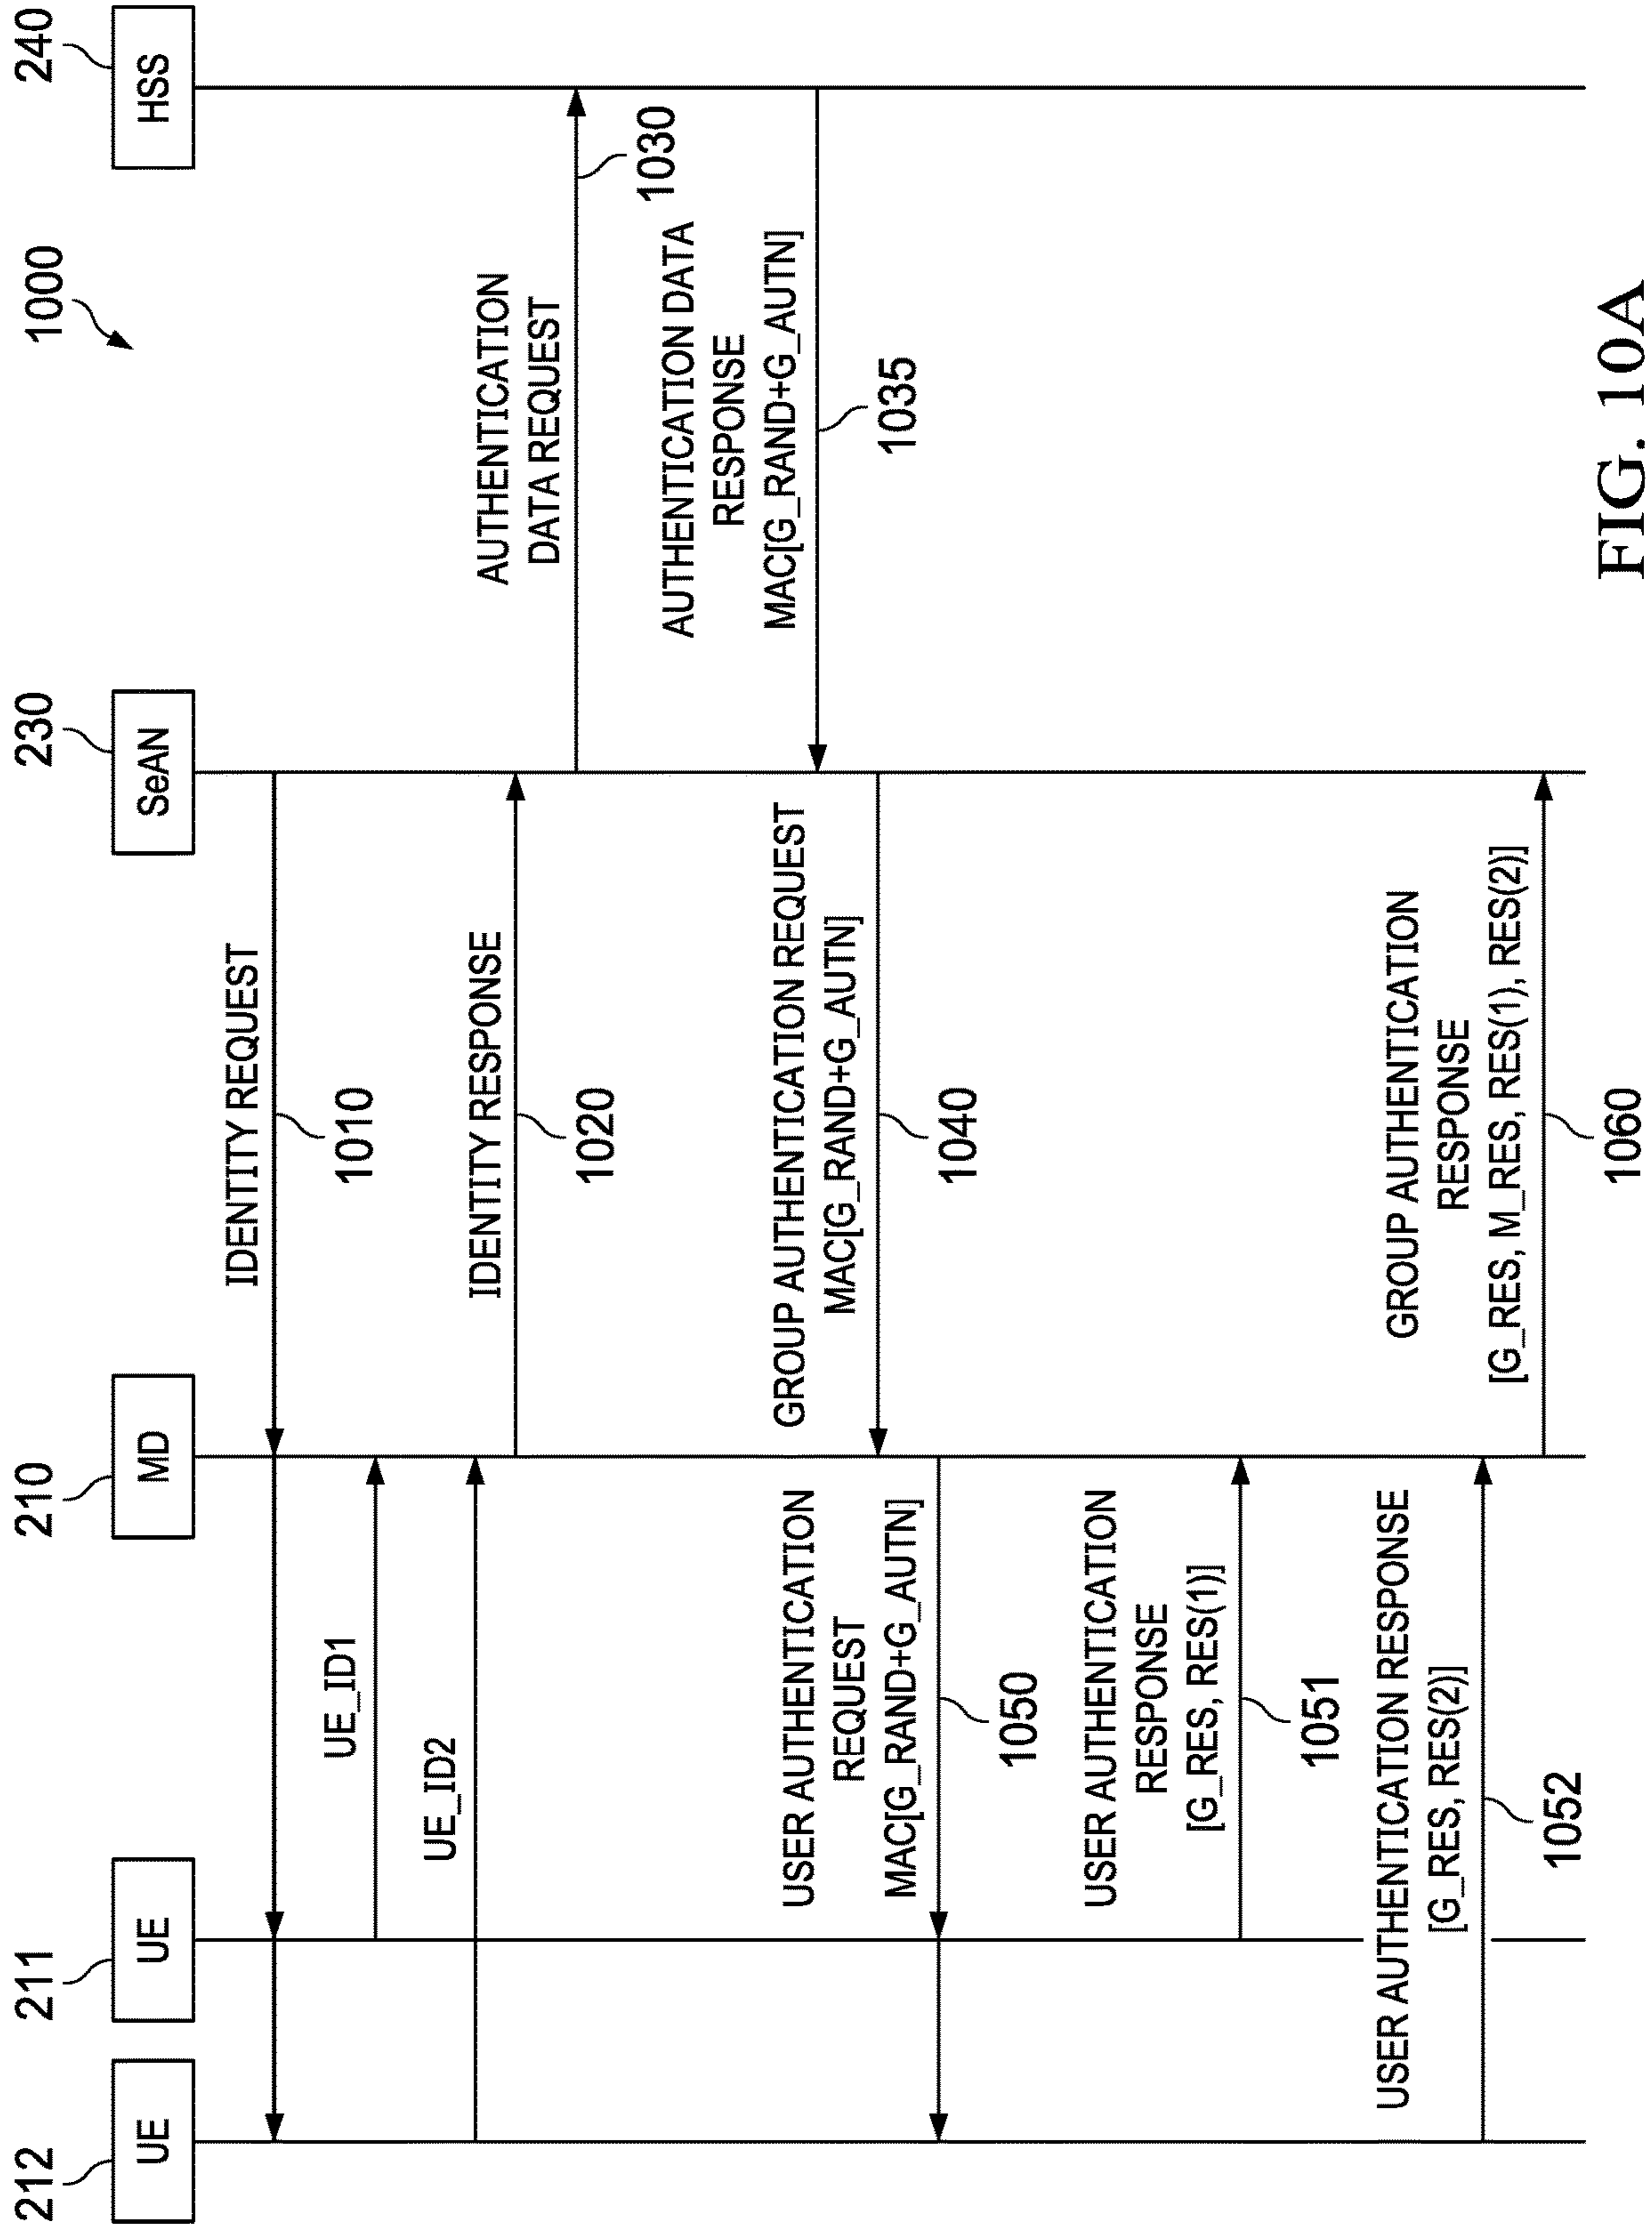 1000
212
211
210
230
240
UE
UE
MD
SeAN
HSS
IDENTITY REQUEST
1010
UE_ID1
UE_ID2
IDENTITY RESPONSE
1020
AUTHENTICATION
DATA REQUEST
1030
AUTHENTICATION DATA
RESPONSE
MAC[G_RAND+G_AUTN]
1035
GROUP AUTHENTICATION REQUEST
MAC[G_RAND+G_AUTN]
1040
USER AUTHENTICATION
REQUEST
MAC[G_RAND+G_AUTN]
1050
USER AUTHENTICATION
RESPONSE
[G_RES, RES(1)]
1051
USER AUTHENTICATION RESPONSE
[G_RES, RES(2)]
1052
GROUP AUTHENTICATION
RESPONSE
[G_RES, M_RES, RES(1), RES(2)]
1060
FIG. 10A